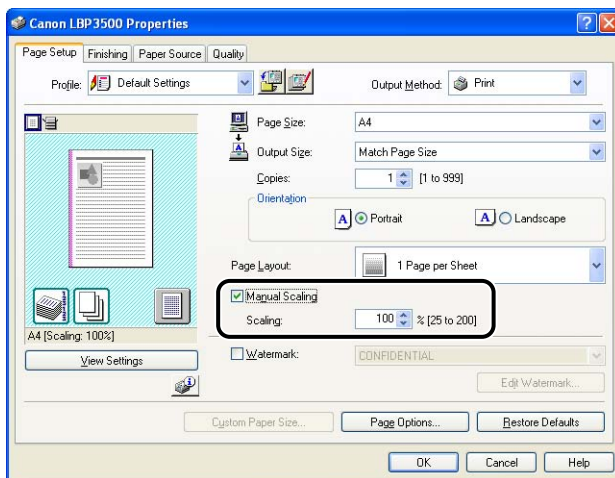 Canon LBP3500 Properties
Page Setup Finishing Paper Source Quality
Profile: Default Settings Output Method: Print
Page Size: A4
Output Size: Match Page Size
Copies: 1 [1 to 999]
Orientation
A Portrait A Landscape
Page Layout: 1 Page per Sheet
Manual Scaling
Scaling: 100 % [25 to 200]
A4 [Scaling: 100%]
View Settings
Watermark: CONFIDENTIAL
Edit Watermark...
Custom Paper Size... Page Options... Restore Defaults
OK Cancel Help